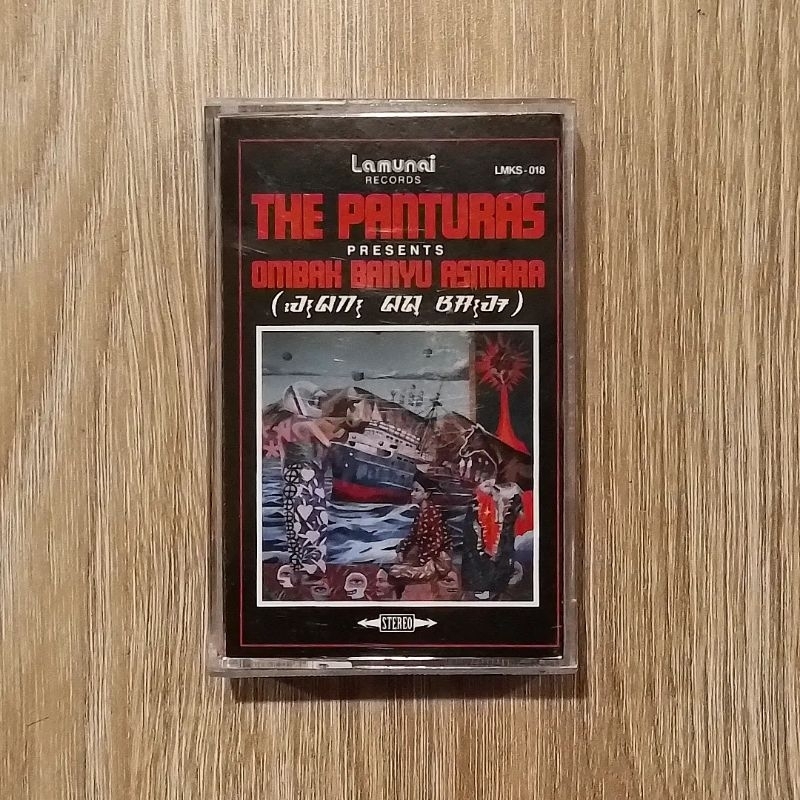 Lamunai
RECORDS
LMKS-018
THE PANTURAS
PRESENTS
OMBAK BANYU ASMARA
STEREO